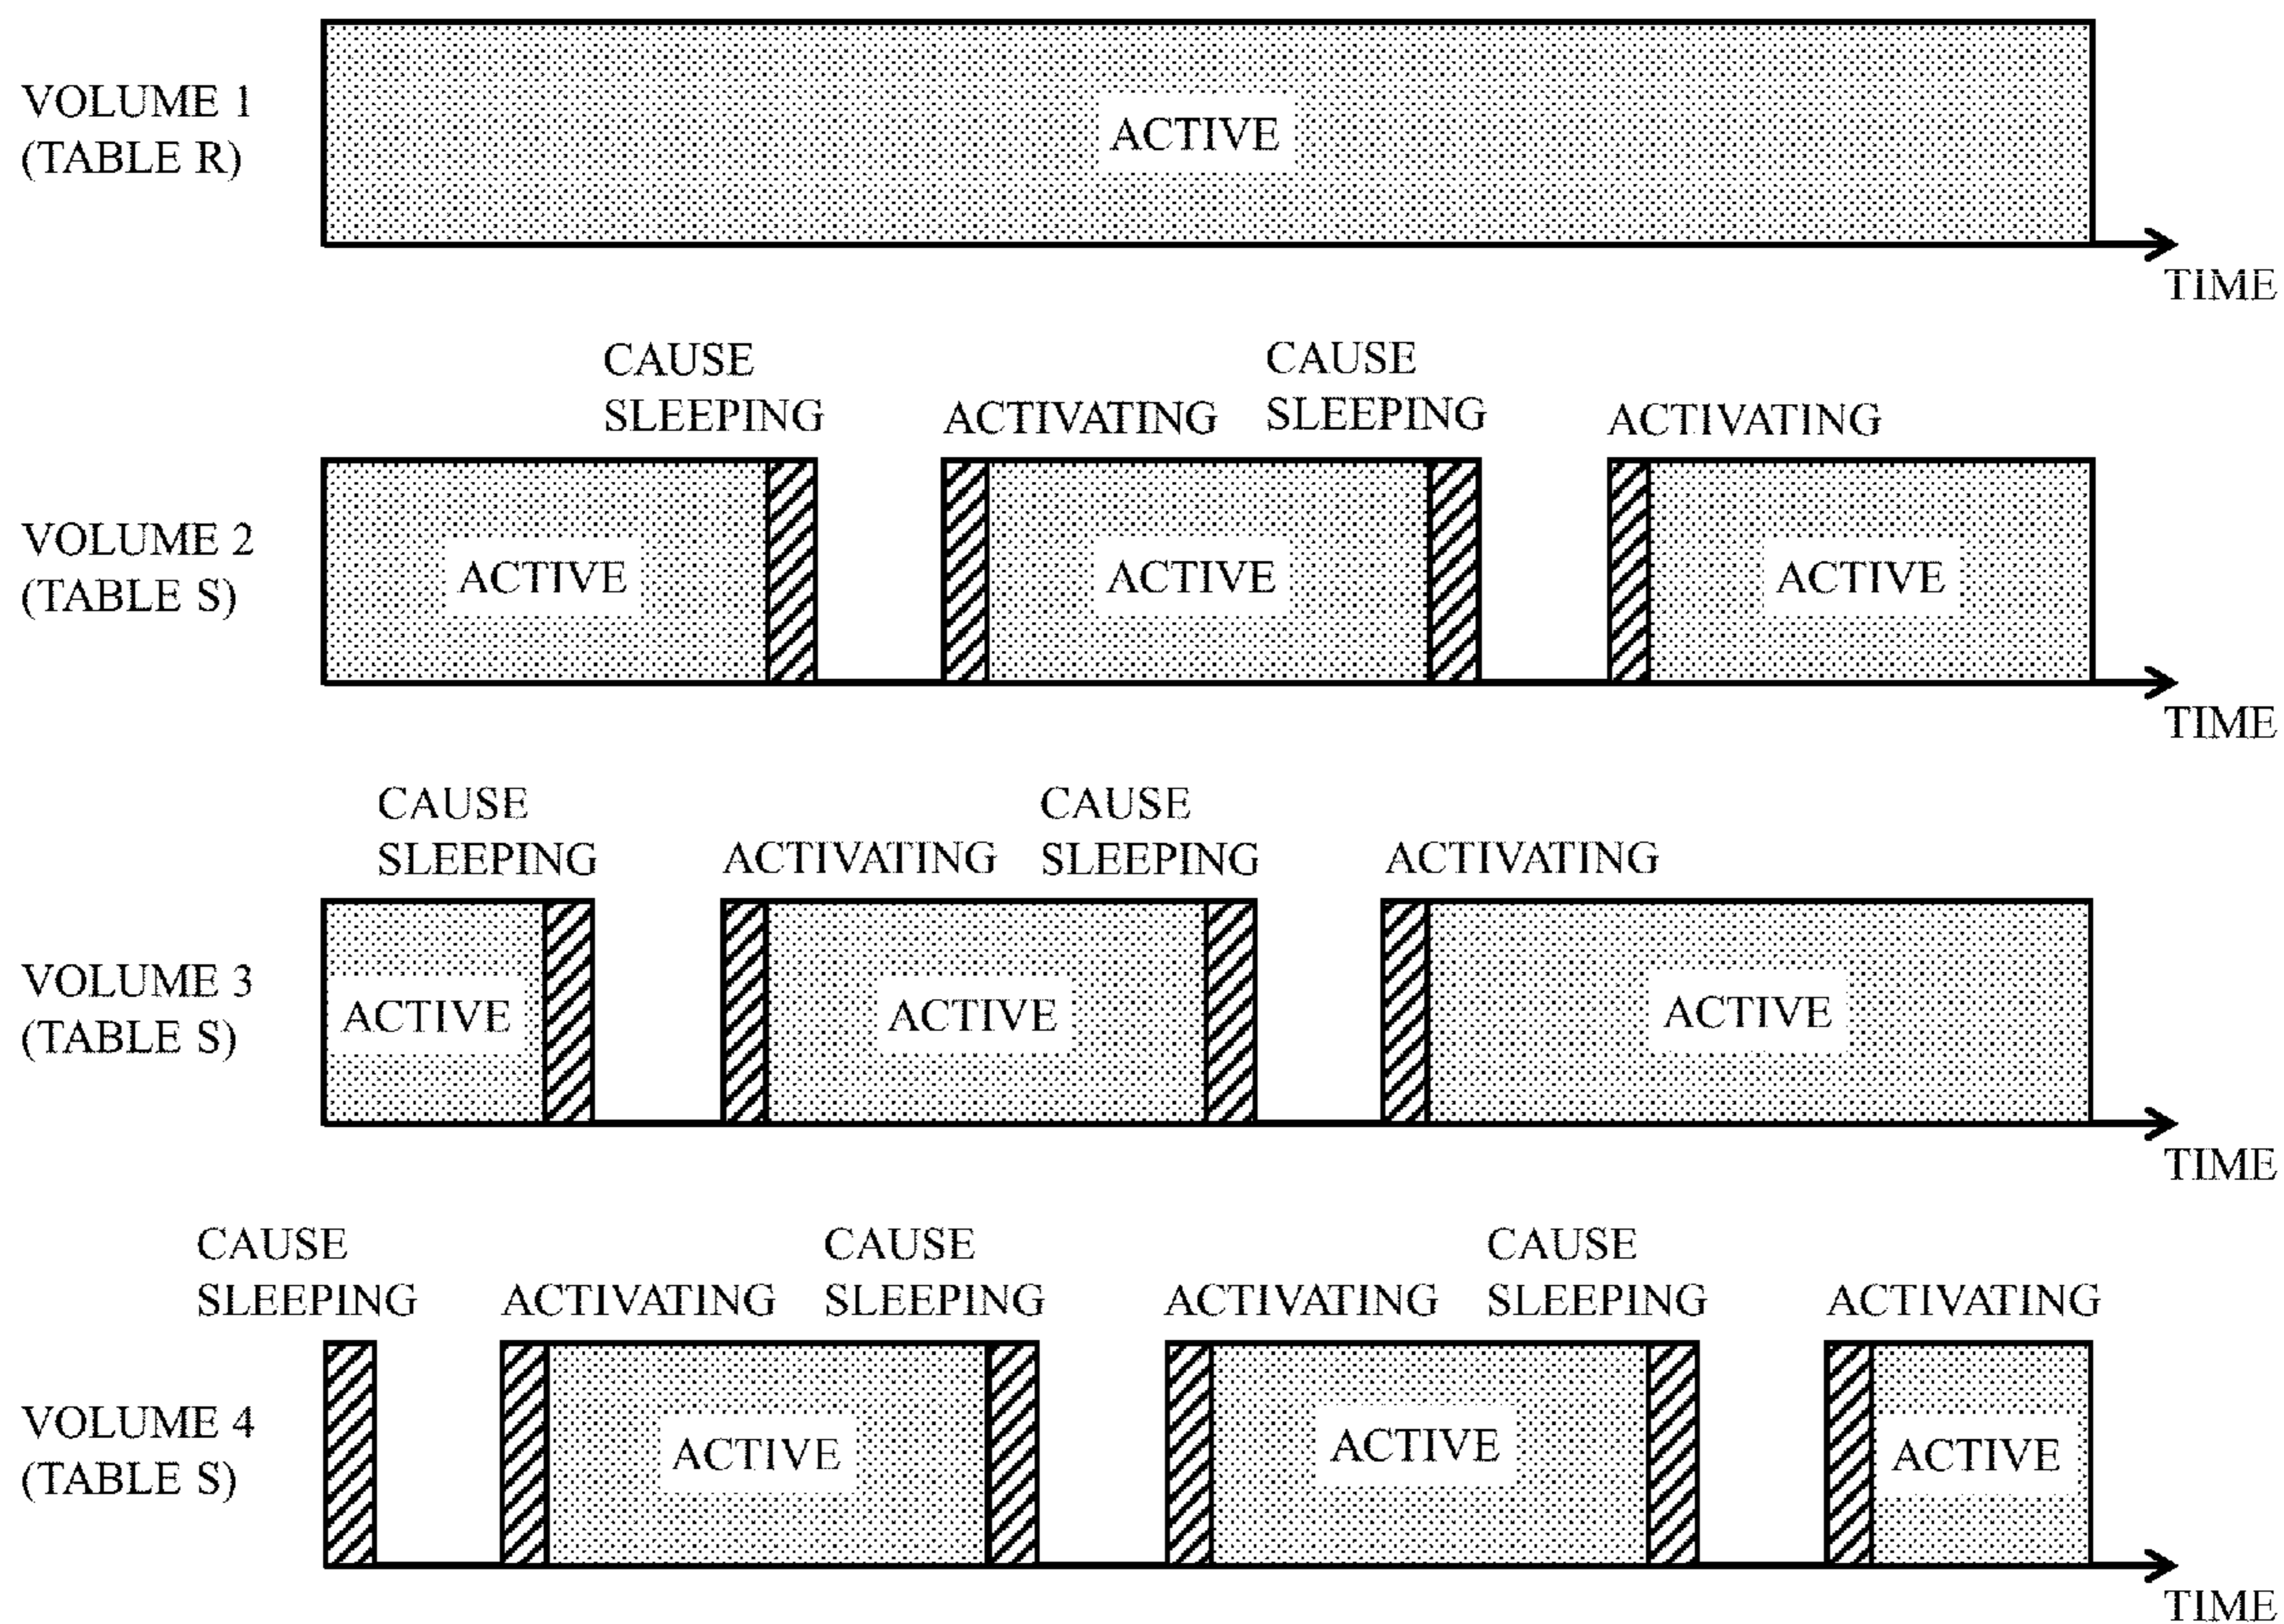 VOLUME 1
(TABLE R)
ACTIVE
TIME
CAUSE
SLEEPING
ACTIVATING
CAUSE
SLEEPING
ACTIVATING
VOLUME 2
(TABLE S)
ACTIVE
ACTIVE
ACTIVE
TIME
CAUSE
SLEEPING
ACTIVATING
CAUSE
SLEEPING
ACTIVATING
VOLUME 3
(TABLE S)
ACTIVE
ACTIVE
ACTIVE
TIME
CAUSE
SLEEPING
ACTIVATING
CAUSE
SLEEPING
ACTIVATING
CAUSE
SLEEPING
ACTIVATING
VOLUME 4
(TABLE S)
ACTIVE
ACTIVE
ACTIVE
TIME